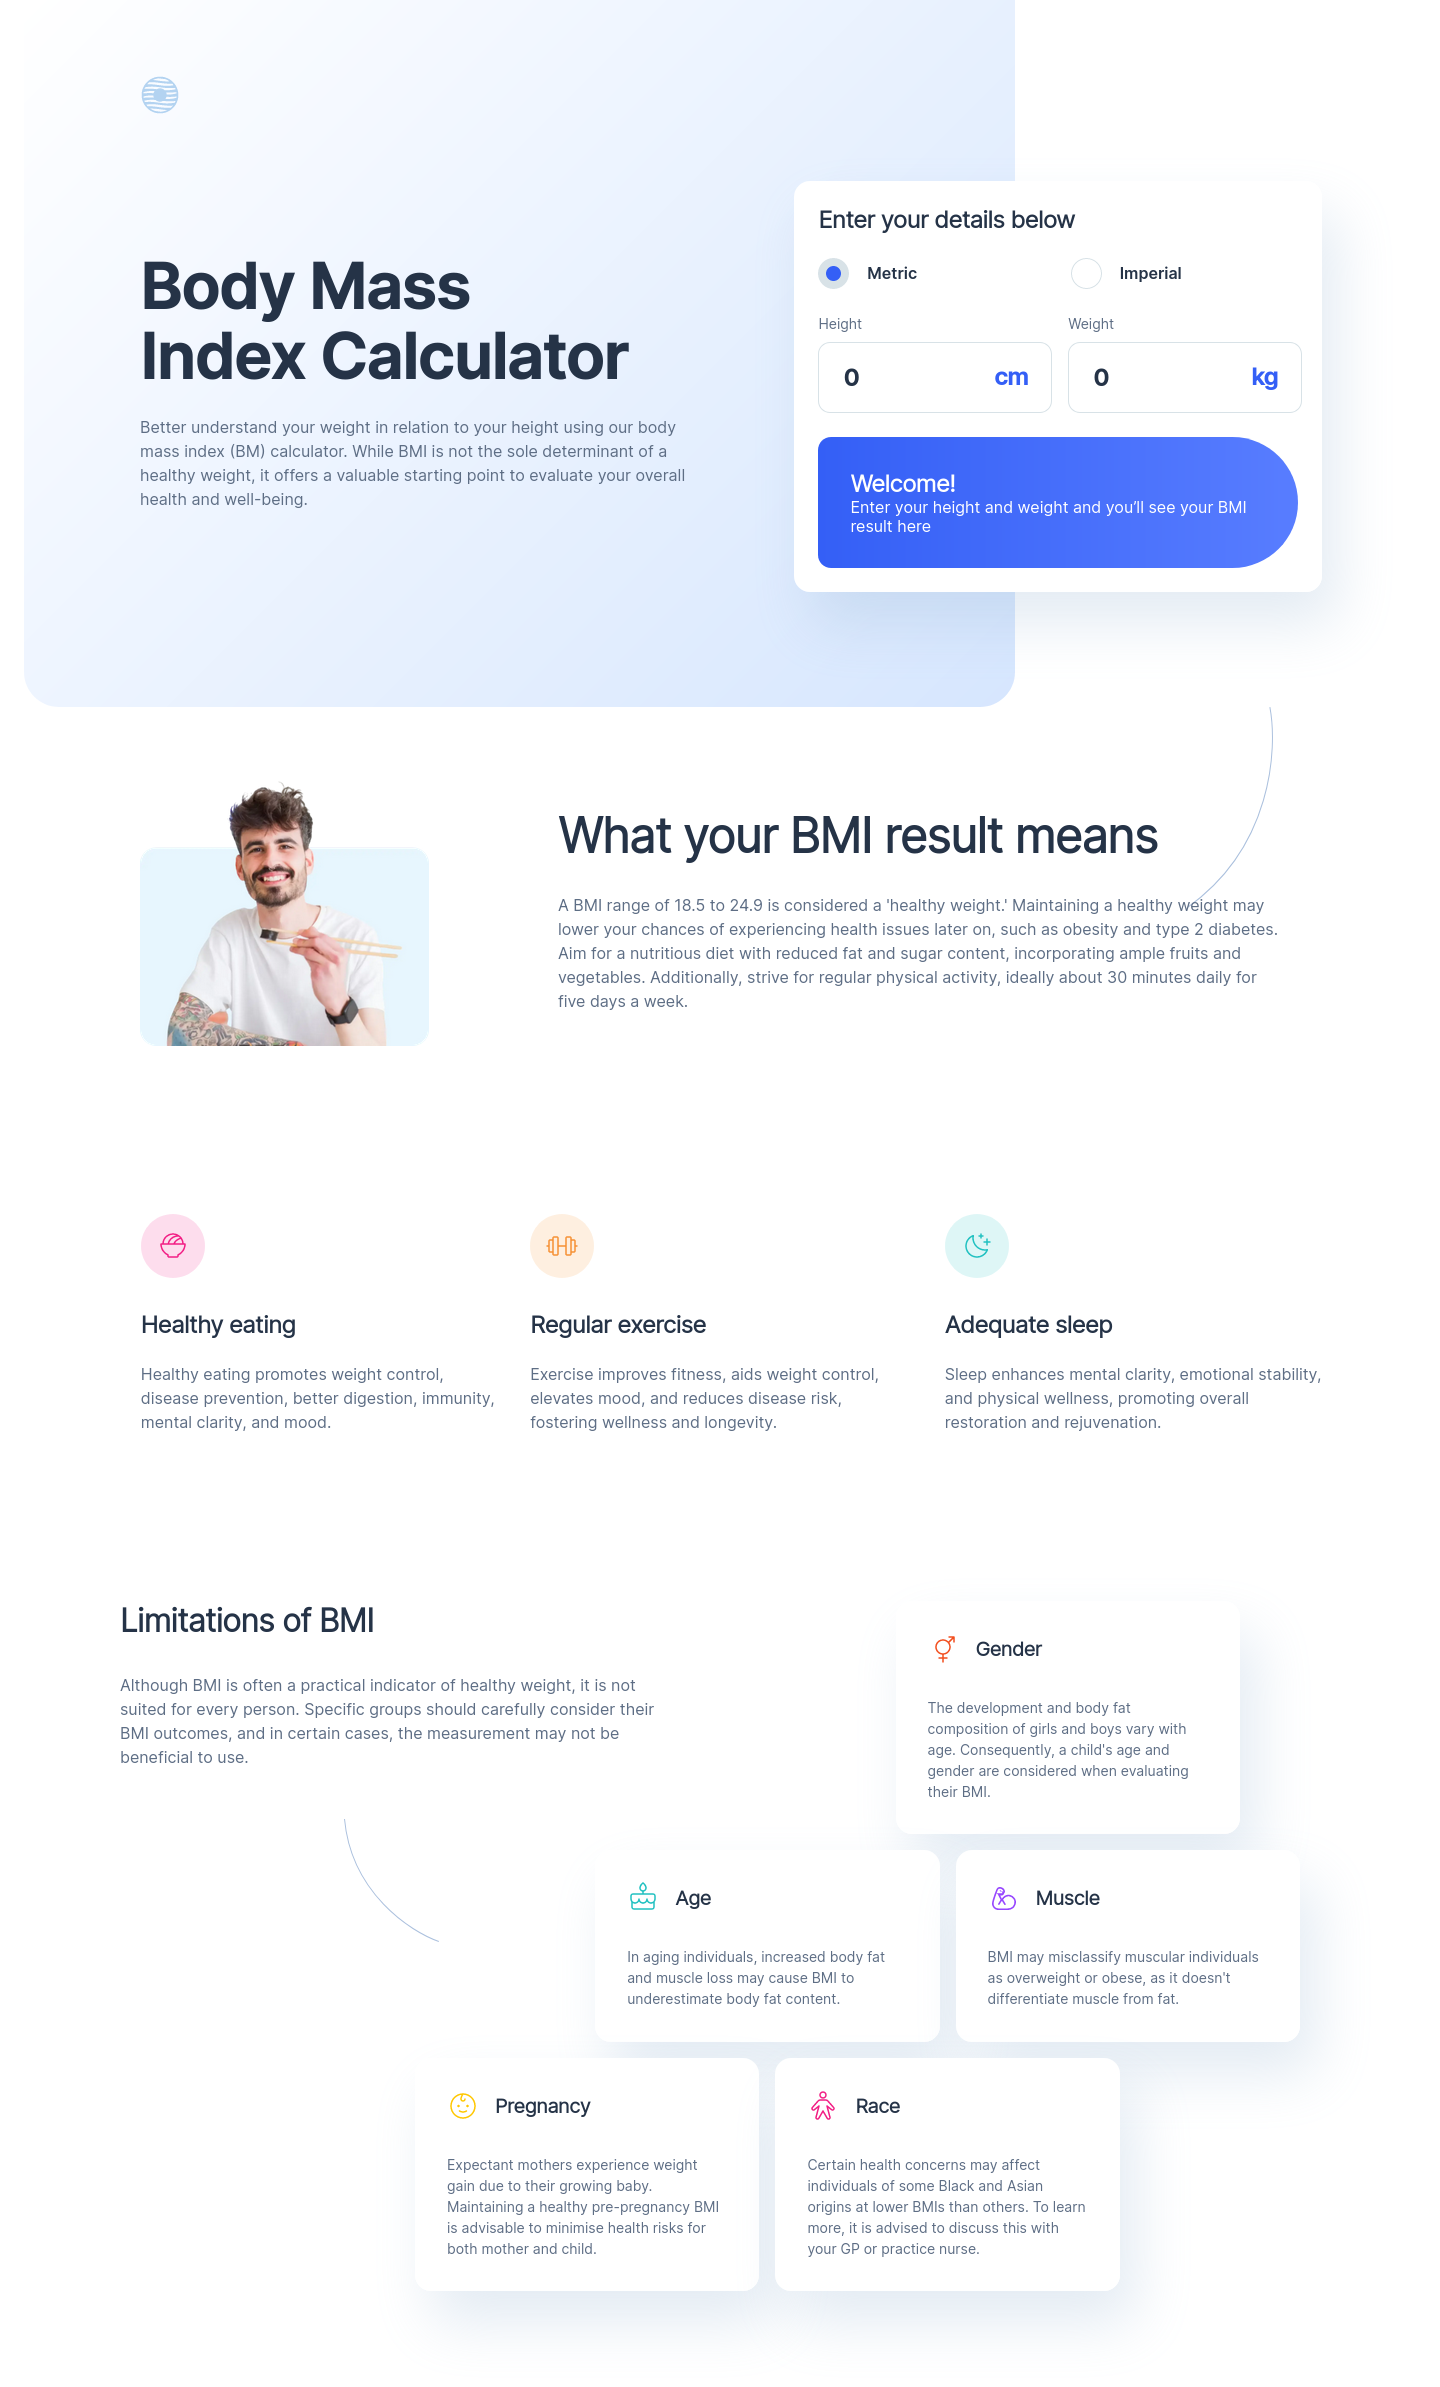 Body Mass
Index Calculator
Better understand your weight in relation to your height using our body
mass index (BM) calculator. While BMI is not the sole determinant of a
healthy weight, it offers a valuable starting point to evaluate your overall
health and well-being.
Enter your details below
Metric
Imperial
Height
Weight
0 cm
0 kg
Welcome!
Enter your height and weight and you’ll see your BMI
result here
What your BMI result means
A BMI range of 18.5 to 24.9 is considered a 'healthy weight.' Maintaining a healthy weight may
lower your chances of experiencing health issues later on, such as obesity and type 2 diabetes.
Aim for a nutritious diet with reduced fat and sugar content, incorporating ample fruits and
vegetables. Additionally, strive for regular physical activity, ideally about 30 minutes daily for
five days a week.
Healthy eating
Healthy eating promotes weight control,
disease prevention, better digestion, immunity,
mental clarity, and mood.
Regular exercise
Exercise improves fitness, aids weight control,
elevates mood, and reduces disease risk,
fostering wellness and longevity.
Adequate sleep
Sleep enhances mental clarity, emotional stability,
and physical wellness, promoting overall
restoration and rejuvenation.
Limitations of BMI
Although BMI is often a practical indicator of healthy weight, it is not
suited for every person. Specific groups should carefully consider their
BMI outcomes, and in certain cases, the measurement may not be
beneficial to use.
Gender
The development and body fat
composition of girls and boys vary with
age. Consequently, a child's age and
gender are considered when evaluating
their BMI.
Age
In aging individuals, increased body fat
and muscle loss may cause BMI to
underestimate body fat content.
Muscle
BMI may misclassify muscular individuals
as overweight or obese, as it doesn't
differentiate muscle from fat.
Pregnancy
Expectant mothers experience weight
gain due to their growing baby.
Maintaining a healthy pre-pregnancy BMI
is advisable to minimise health risks for
both mother and child.
Race
Certain health concerns may affect
individuals of some Black and Asian
origins at lower BMIs than others. To learn
more, it is advised to discuss this with
your GP or practice nurse.